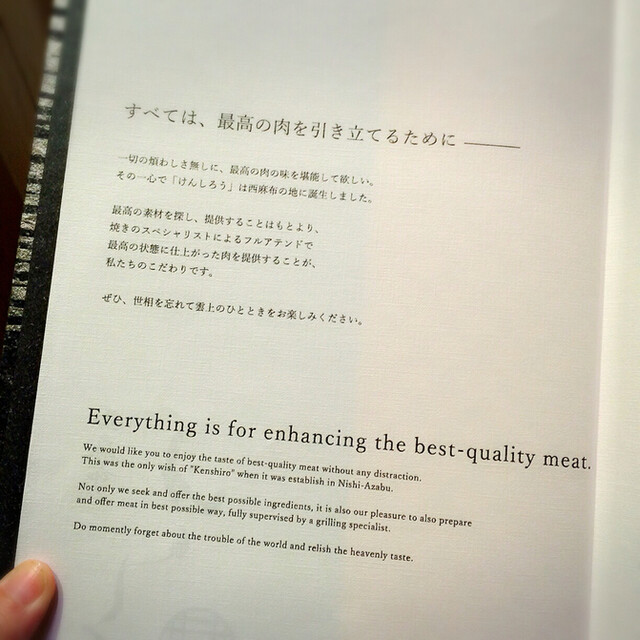 すべては、最高の肉を引き立てるために ———
一切の煩わしさ無しに、最高の肉の味を堪能して欲しい。
その一心で「けんしろう」は西麻布の地に誕生しました。
最高の素材を探し、提供することはもとより、
焼きのスペシャリストによるフルアテンドで
最高の状態に仕上がった肉を提供することが、
私たちのこだわりです。
ぜひ、世相を忘れて雲上のひとときをお楽しみください。
Everything is for enhancing the best-quality meat.
We would like you to enjoy the taste of best-quality meat without any distraction.
This was the only wish of "Kenshiro" when it was establish in Nishi-Azabu.
Not only we seek and offer the best possible ingredients, it is also our pleasure to also prepare
and offer meat in best possible way, fully supervised by a grilling specialist.
Do momently forget about the trouble of the world and relish the heavenly taste.